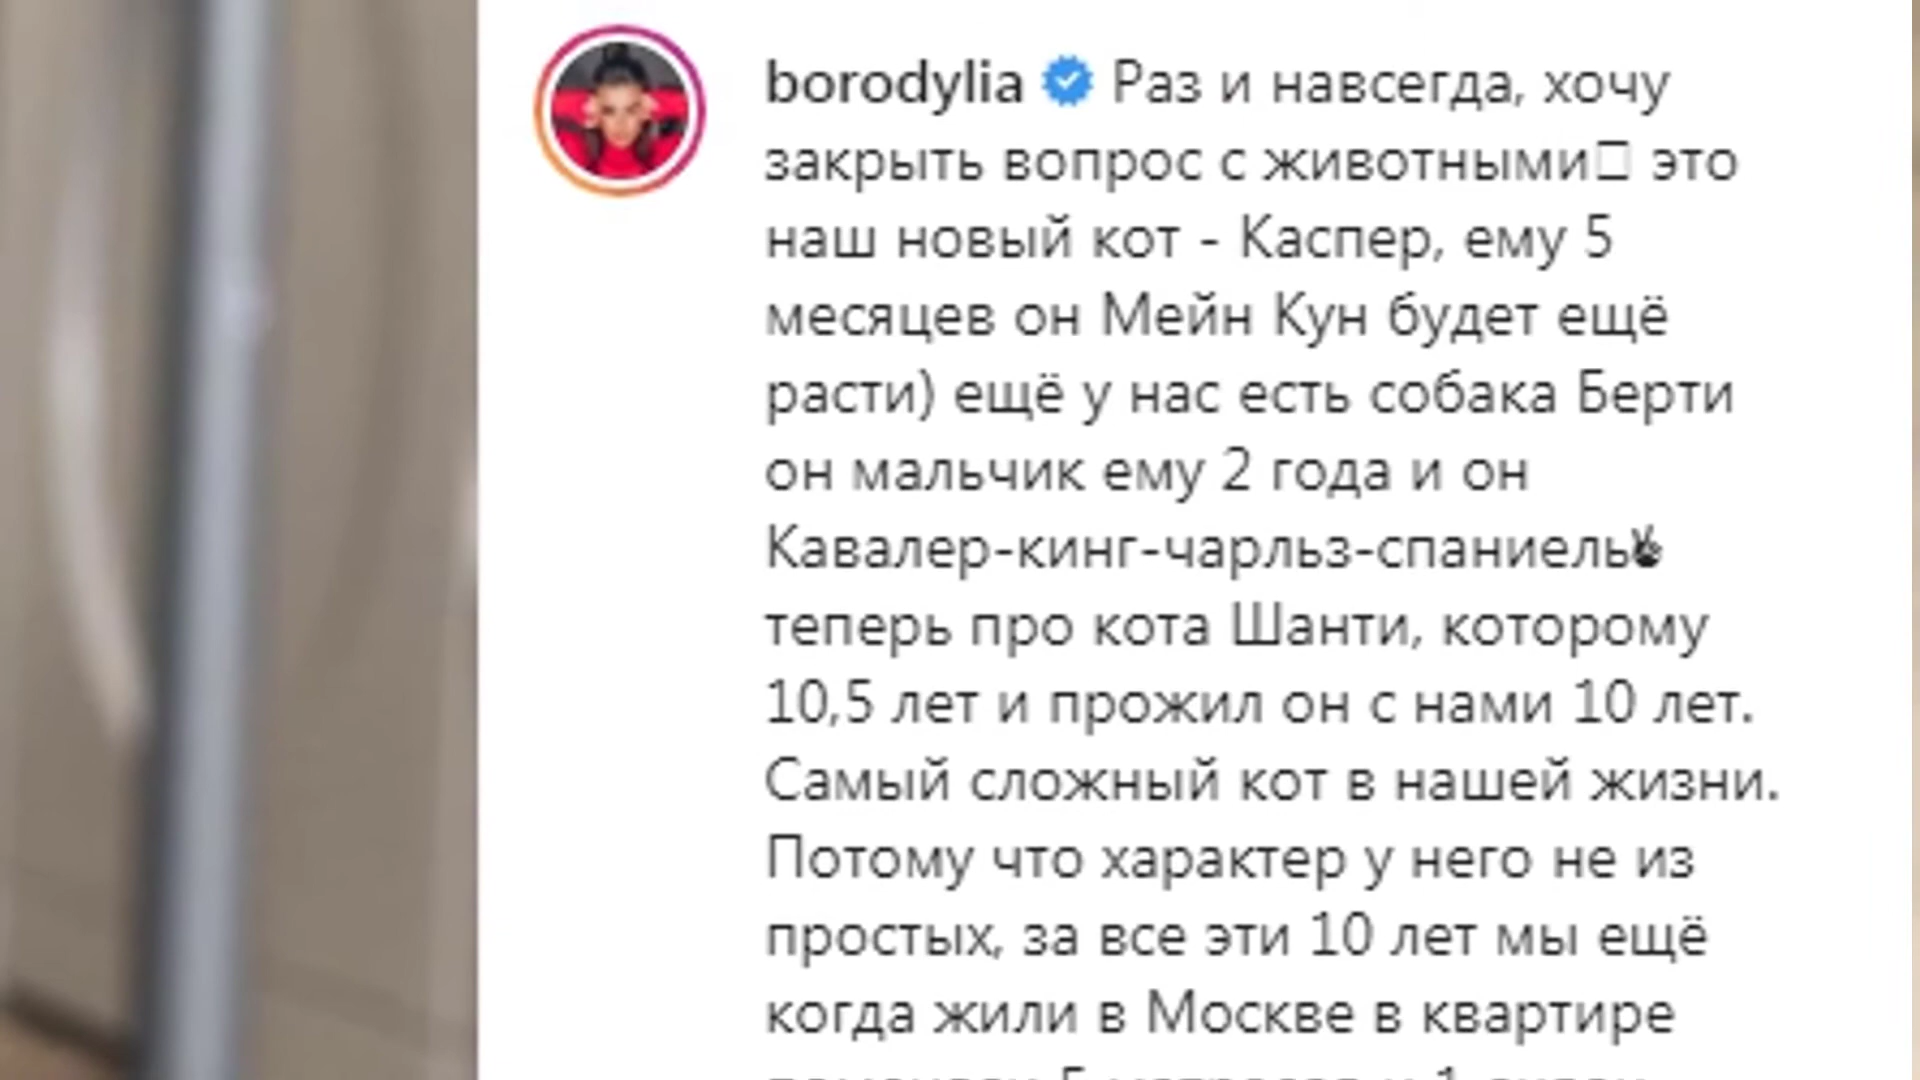 borodylia Раз и навсегда, хочу
закрыть вопрос с животными это
наш новый кот - Каспер, ему 5
месяцев он Мейн Кун будет ещё
расти) ещё у нас есть собака Берти
он мальчик ему 2 года и он
Кавалер-кинг-чарльз-спаниель✌
теперь про кота Шанти, которому
10,5 лет и прожил он с нами 10 лет.
Самый сложный кот в нашей жизни.
Потому что характер у него не из
простых, за все эти 10 лет мы ещё
когда жили в Москве в квартире